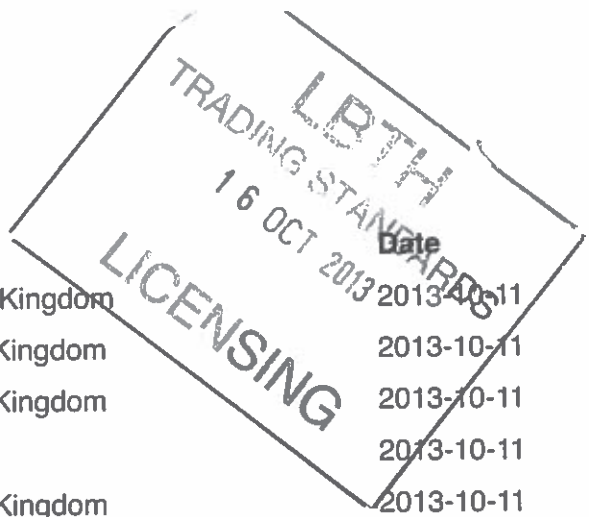 LBTH
TRADING STANDARDS
16 OCT 2013
LICENSING
Date
Kingdom 2013-10-11
Kingdom 2013-10-11
Kingdom 2013-10-11
2013-10-11
Kingdom 2013-10-11